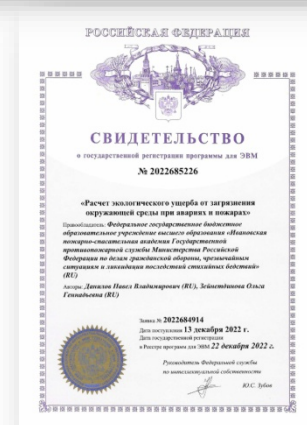 РОССИЙСКАЯ ФЕДЕРАЦИЯ
СВИДЕТЕЛЬСТВО
о государственной регистрации программы для ЭВМ
№ 2022685226
«Расчет экологического ущерба от загрязнения
окружающей среды при авариях и пожарах»
Правообладатель: Федеральное государственное бюджетное
образовательное учреждение высшего образования «Ивановская
пожарно-спасательная академия Государственной
противопожарной службы Министерства Российской
Федерации по делам гражданской обороны, чрезвычайным
ситуациям и ликвидации последствий стихийных бедствий»
(RU)
Авторы: Данилов Павел Владимирович (RU), Зейнетдинова Ольга
Геннадьевна (RU)
Заявка № 2022684914
Дата поступления 13 декабря 2022 г.
Дата государственной регистрации
в Реестре программ для ЭВМ 22 декабря 2022 г.
Руководитель Федеральной службы
по интеллектуальной собственности
Ю.С. Зубов